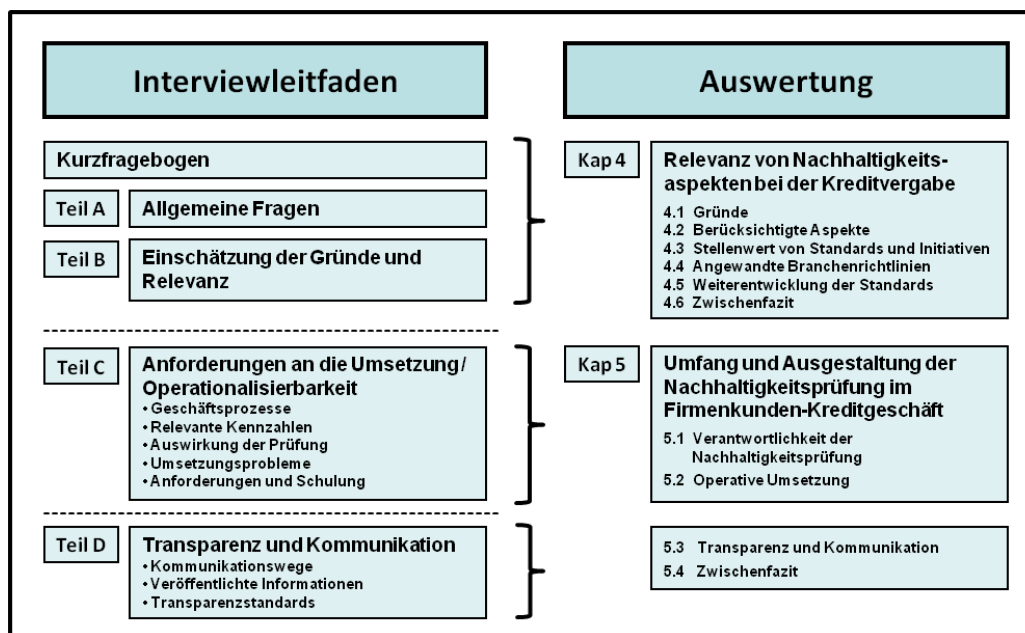 Interviewleitfaden
Kurzfragebogen
Teil A
Allgemeine Fragen
Teil B
Einschätzung der Gründe und
Relevanz
Teil C
Anforderungen an die Umsetzung /
Operationalisierbarkeit
• Geschäftsprozesse
• Relevante Kennzahlen
• Auswirkung der Prüfung
• Umsetzungsprobleme
• Anforderungen und Schulung
Teil D
Transparenz und Kommunikation
• Kommunikationswege
• Veröffentlichte Informationen
• Transparenzstandards
Auswertung
Kap 4
Relevanz von Nachhaltigkeits-
aspekten bei der Kreditvergabe
4.1 Gründe
4.2 Berücksichtigte Aspekte
4.3 Stellenwert von Standards und Initiativen
4.4 Angewandte Branchenrichtlinien
4.5 Weiterentwicklung der Standards
4.6 Zwischenfazit
Kap 5
Umfang und Ausgestaltung der
Nachhaltigkeitsprüfung im
Firmenkunden-Kreditgeschäft
5.1 Verantwortlichkeit der
Nachhaltigkeitsprüfung
5.2 Operative Umsetzung
5.3 Transparenz und Kommunikation
5.4 Zwischenfazit